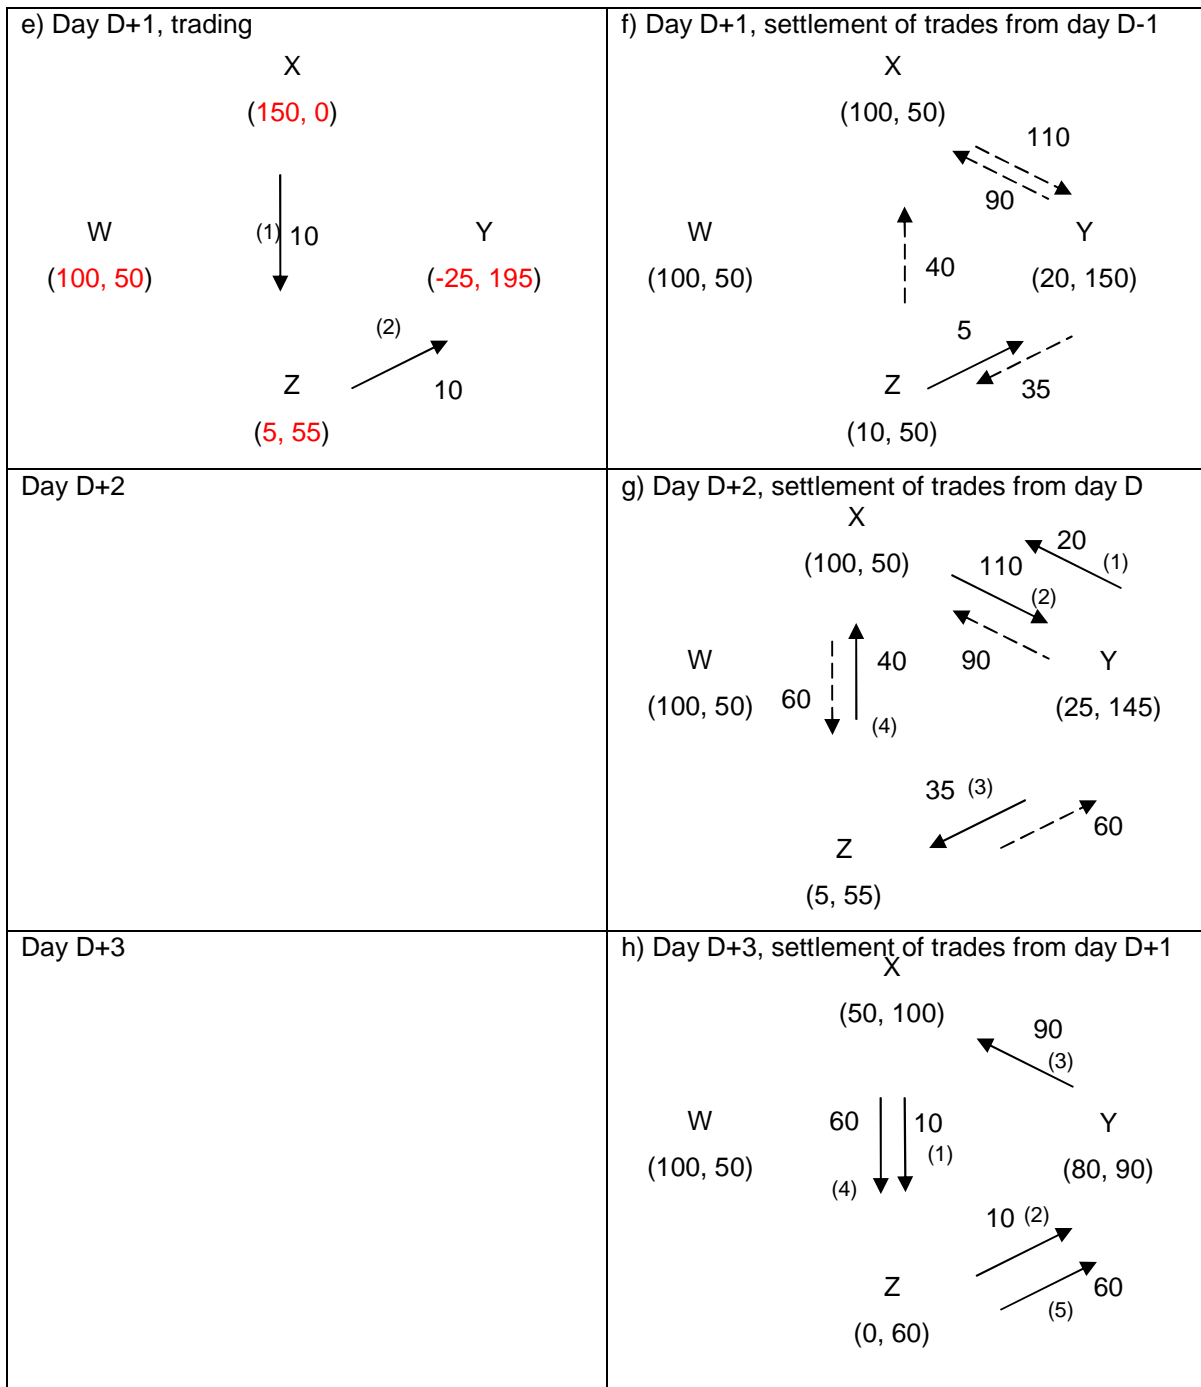 e) Day D+1, trading
X
(150, 0)
W
(1) 10
Y
(100, 50)
(-25, 195)
(2)
Z
10
(5, 55)
f) Day D+1, settlement of trades from day D-1
X
(100, 50)
110
90
W
Y
(100, 50)
40
(20, 150)
5
Z
35
(10, 50)
Day D+2
g) Day D+2, settlement of trades from day D
X
20
(100, 50)
110
(1)
(2)
W
40
90
Y
(100, 50)
60
(25, 145)
(4)
35 (3)
60
Z
(5, 55)
Day D+3
h) Day D+3, settlement of trades from day D+1
X
(50, 100)
90
(3)
W
60
10
Y
(100, 50)
(1)
(80, 90)
(4)
10 (2)
Z
60
(5)
(0, 60)